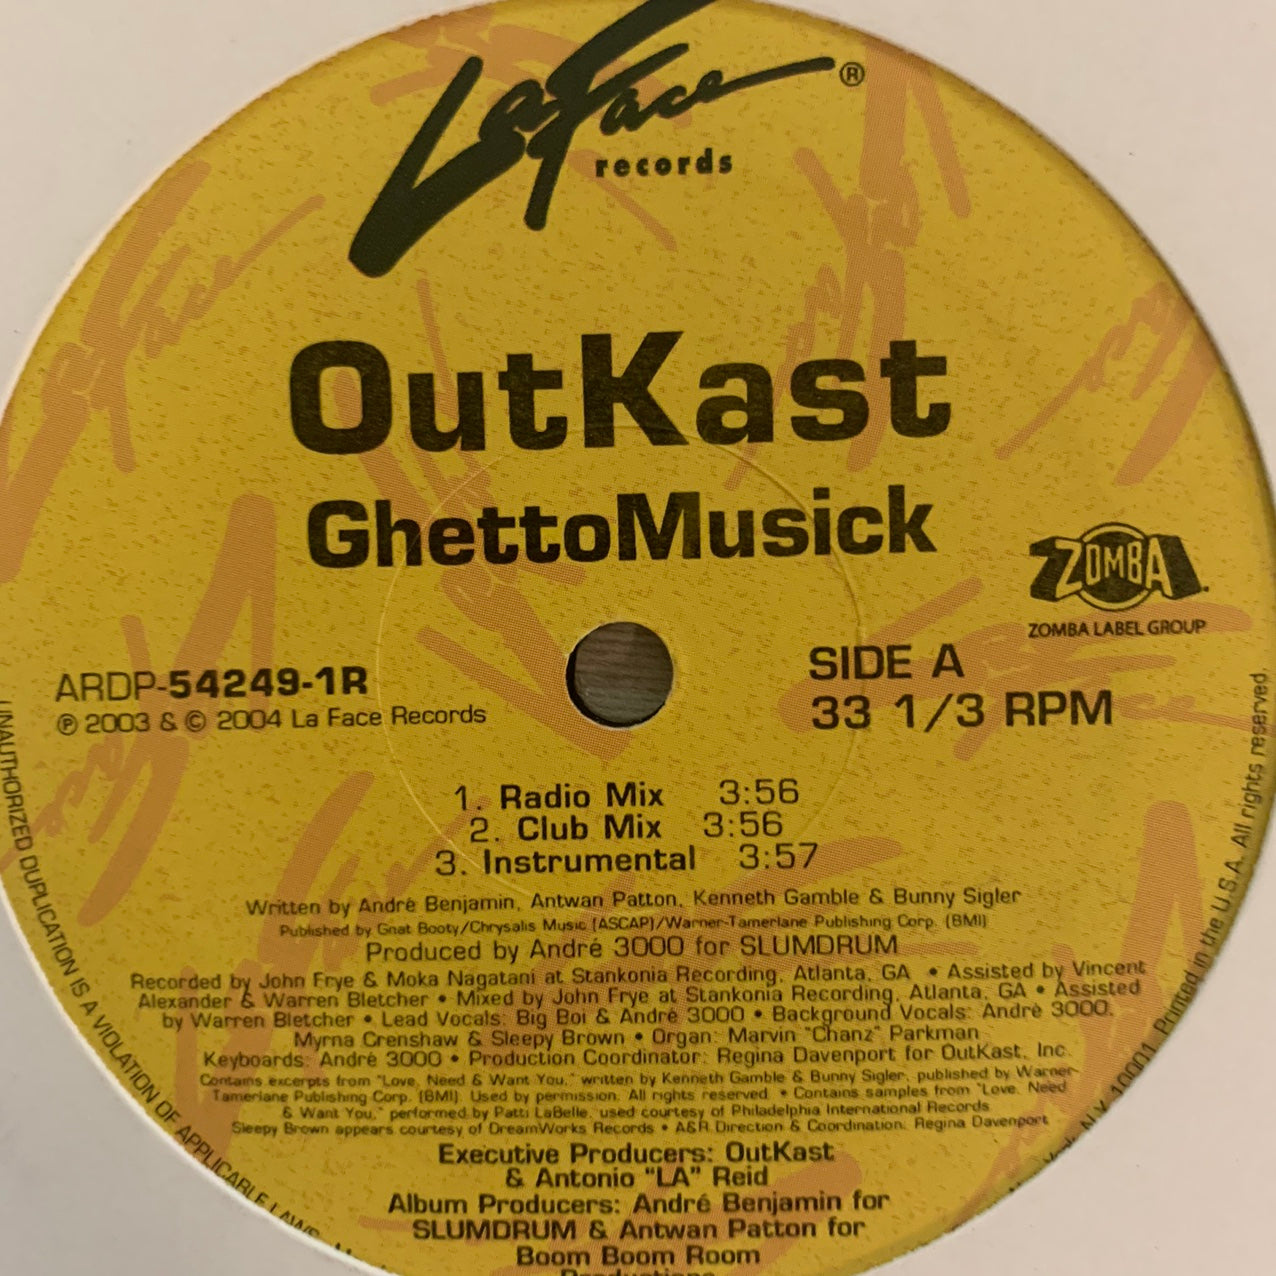 LaFace ®
records
OutKast
GhettoMusick
ZOMBA
ZOMBA LABEL GROUP
ARDP-54249-1R
℗ 2003 & © 2004 La Face Records
SIDE A
33 1/3 RPM
1. Radio Mix 3:56
2. Club Mix 3:56
3. Instrumental 3:57
Written by André Benjamin, Antwan Patton, Kenneth Gamble & Bunny Sigler
Published by Gnat Booty/Chrysalis Music (ASCAP)/Warner-Tamerlane Publishing Corp. (BMI)
Produced by André 3000 for SLUMDRUM
Recorded by John Frye & Moka Nagatani at Stankonia Recording, Atlanta, GA • Assisted by Vincent
Alexander & Warren Bletcher • Mixed by John Frye at Stankonia Recording, Atlanta, GA • Assisted
by Warren Bletcher • Lead Vocals: Big Boi & André 3000 • Background Vocals: André 3000,
Myrna Crenshaw & Sleepy Brown • Organ: Marvin "Chanz" Parkman
Keyboards: André 3000 • Production Coordinator: Regina Davenport for OutKast, Inc.
Contains excerpts from "Love, Need & Want You," written by Kenneth Gamble & Bunny Sigler, published by Warner-
Tamerlane Publishing Corp. (BMI). Used by permission. All rights reserved. • Contains samples from "Love, Need
& Want You," performed by Patti LaBelle, used courtesy of Philadelphia International Records
Sleepy Brown appears courtesy of DreamWorks Records • A&R Direction & Coordination: Regina Davenport
Executive Producers: OutKast
& Antonio "LA" Reid
Album Producers: André Benjamin for
SLUMDRUM & Antwan Patton for
Boom Boom Room
Productions
UNAUTHORIZED DUPLICATION IS A VIOLATION OF APPLICABLE LAWS
N.Y. 10001 Printed in the U.S.A. All rights reserved.